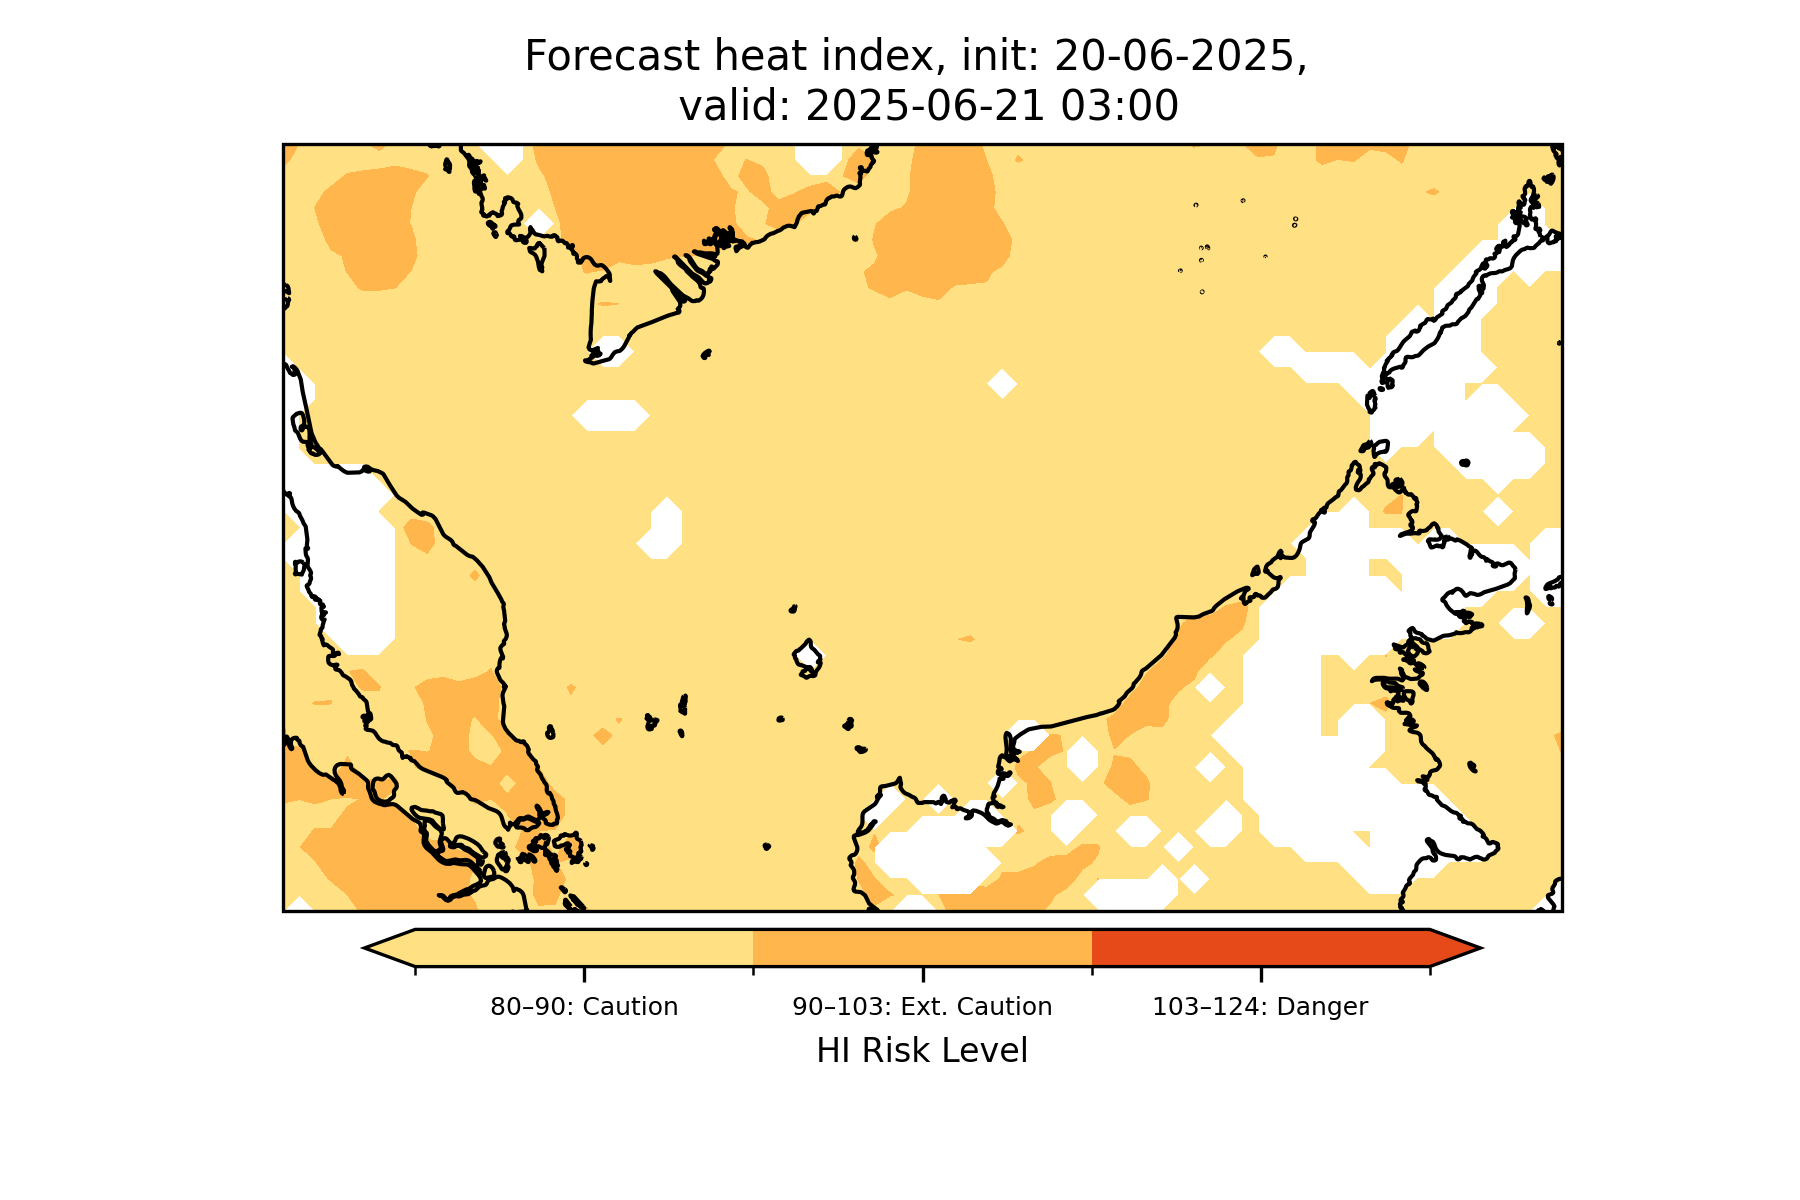 Forecast heat index, init: 20-06-2025,
valid: 2025-06-21 03:00
80–90: Caution
90–103: Ext. Caution
103–124: Danger
HI Risk Level